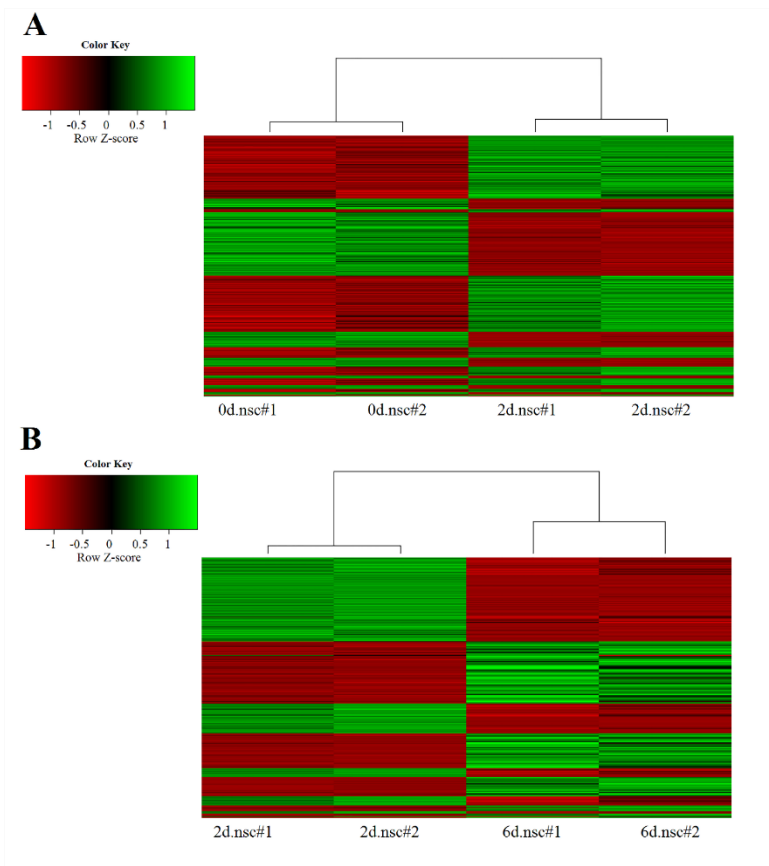 A
Color Key
-1 -0.5 0 0.5 1
Row Z-score
0d.nsc#1 0d.nsc#2 2d.nsc#1 2d.nsc#2
B
Color Key
-1 -0.5 0 0.5 1
Row Z-score
2d.nsc#1 2d.nsc#2 6d.nsc#1 6d.nsc#2